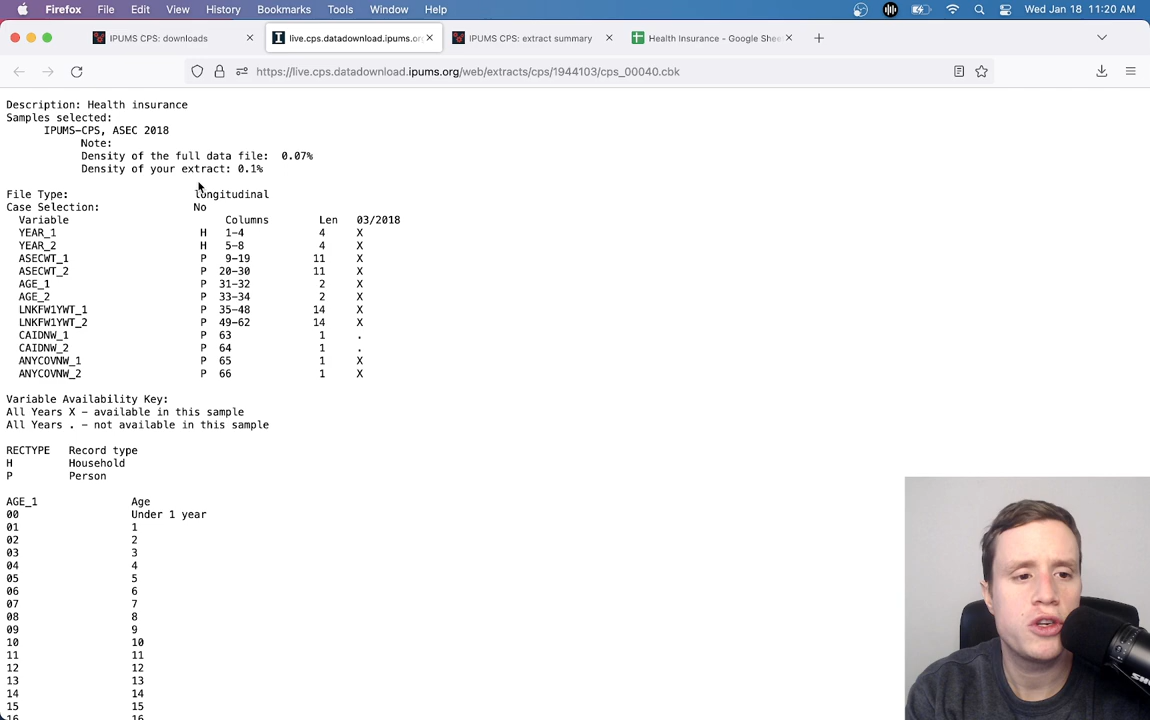 Firefox File Edit View History Bookmarks Tools Window Help Wed Jan 18 11:20 AM
IPUMS CPS: downloads live.cps.datadownload.ipums.or IPUMS CPS: extract summary Health Insurance - Google Shee
https://live.cps.datadownload.ipums.org/web/extracts/cps/1944103/cps_00040.cbk
Description: Health insurance
Samples selected:
IPUMS-CPS, ASEC 2018
Note:
Density of the full data file: 0.07%
Density of your extract: 0.1%
File Type: longitudinal
Case Selection: No
Variable Columns Len 03/2018
YEAR_1 H 1-4 4 X
YEAR_2 H 5-8 4 X
ASECWT_1 P 9-19 11 X
ASECWT_2 P 20-30 11 X
AGE_1 P 31-32 2 X
AGE_2 P 33-34 2 X
LNKFW1YWT_1 P 35-48 14 X
LNKFW1YWT_2 P 49-62 14 X
CAIDNW_1 P 63 1 .
CAIDNW_2 P 64 1 .
ANYCOVNW_1 P 65 1 X
ANYCOVNW_2 P 66 1 X
Variable Availability Key:
All Years X - available in this sample
All Years . - not available in this sample
RECTYPE Record type
H Household
P Person
AGE_1 Age
00 Under 1 year
01 1
02 2
03 3
04 4
05 5
06 6
07 7
08 8
09 9
10 10
11 11
12 12
13 13
14 14
15 15
16 16